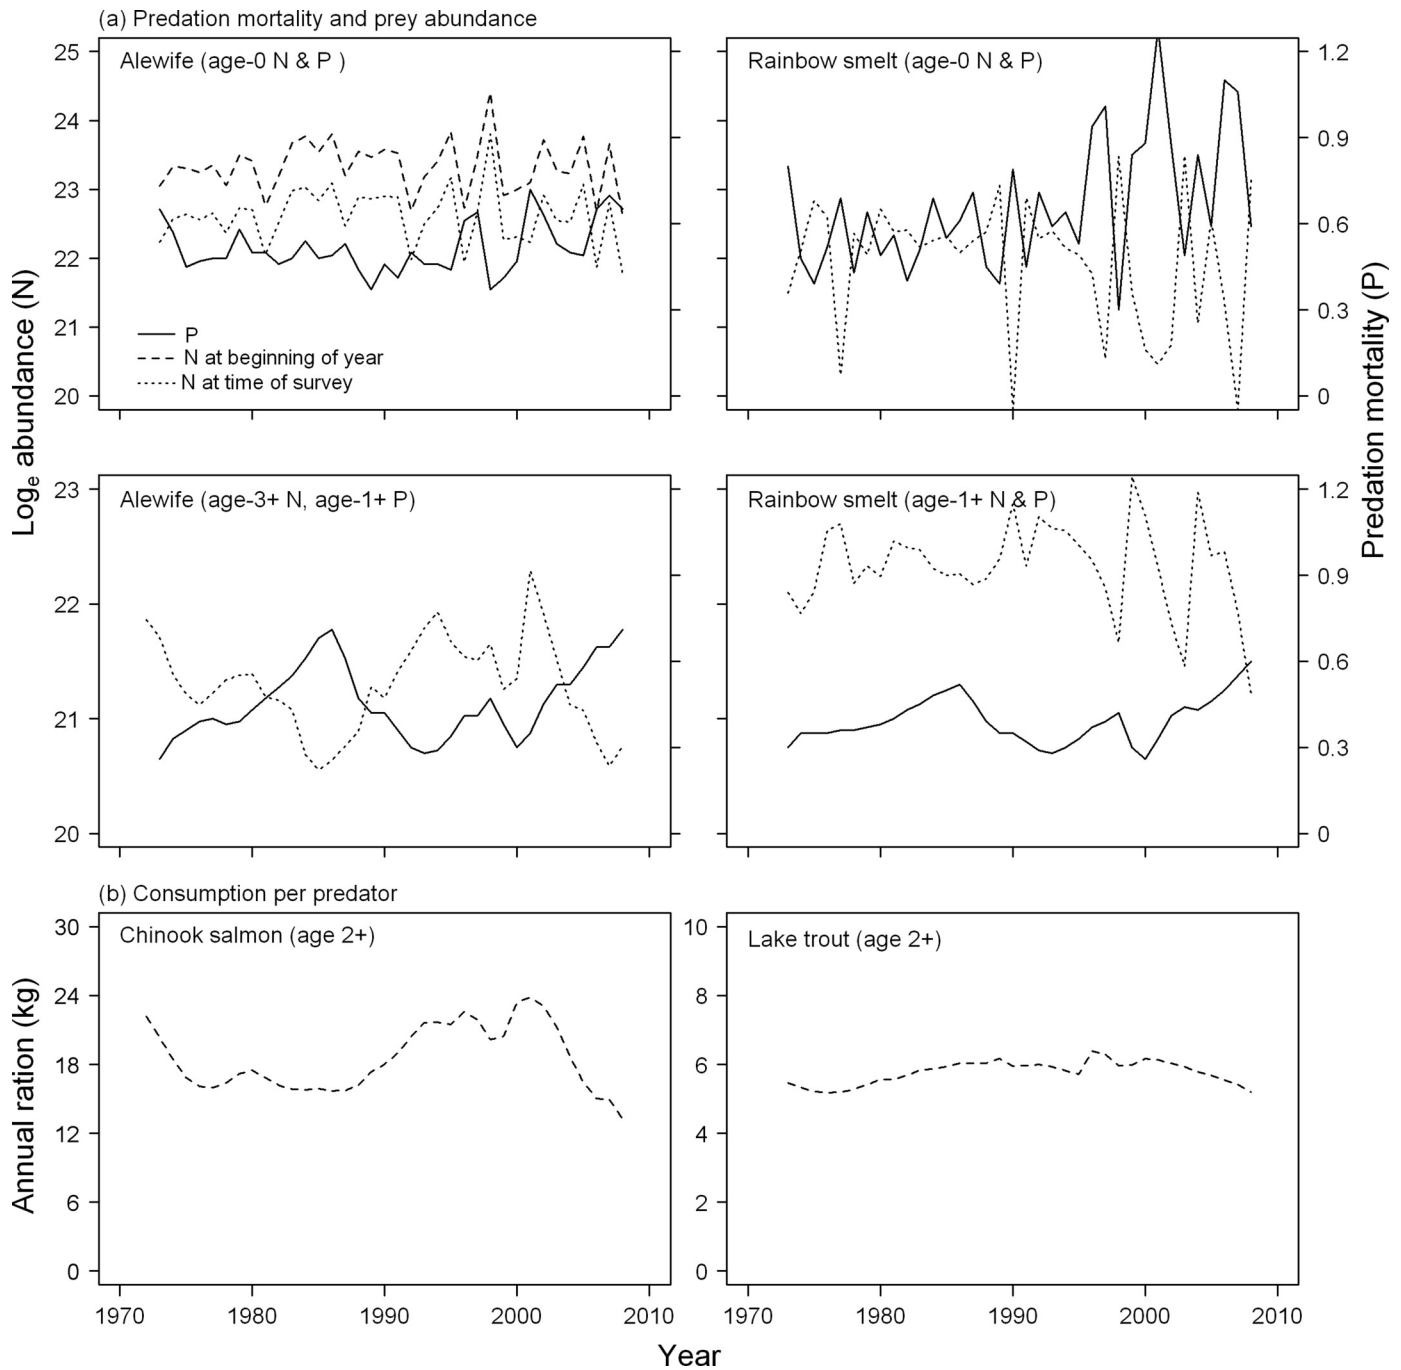 (a) Predation mortality and prey abundance
Alewife (age-0 N & P )
Rainbow smelt (age-0 N & P)
25
24
23
22
21
20
1.2
0.9
0.6
0.3
0
P
N at beginning of year
N at time of survey
Logₑ abundance (N)
Predation mortality (P)
Alewife (age-3+ N, age-1+ P)
Rainbow smelt (age-1+ N & P)
23
22
21
20
1.2
0.9
0.6
0.3
0
(b) Consumption per predator
Chinook salmon (age 2+)
Lake trout (age 2+)
Annual ration (kg)
30
24
18
12
6
0
10
8
6
4
2
0
1970 1980 1990 2000 2010
1970 1980 1990 2000 2010
Year